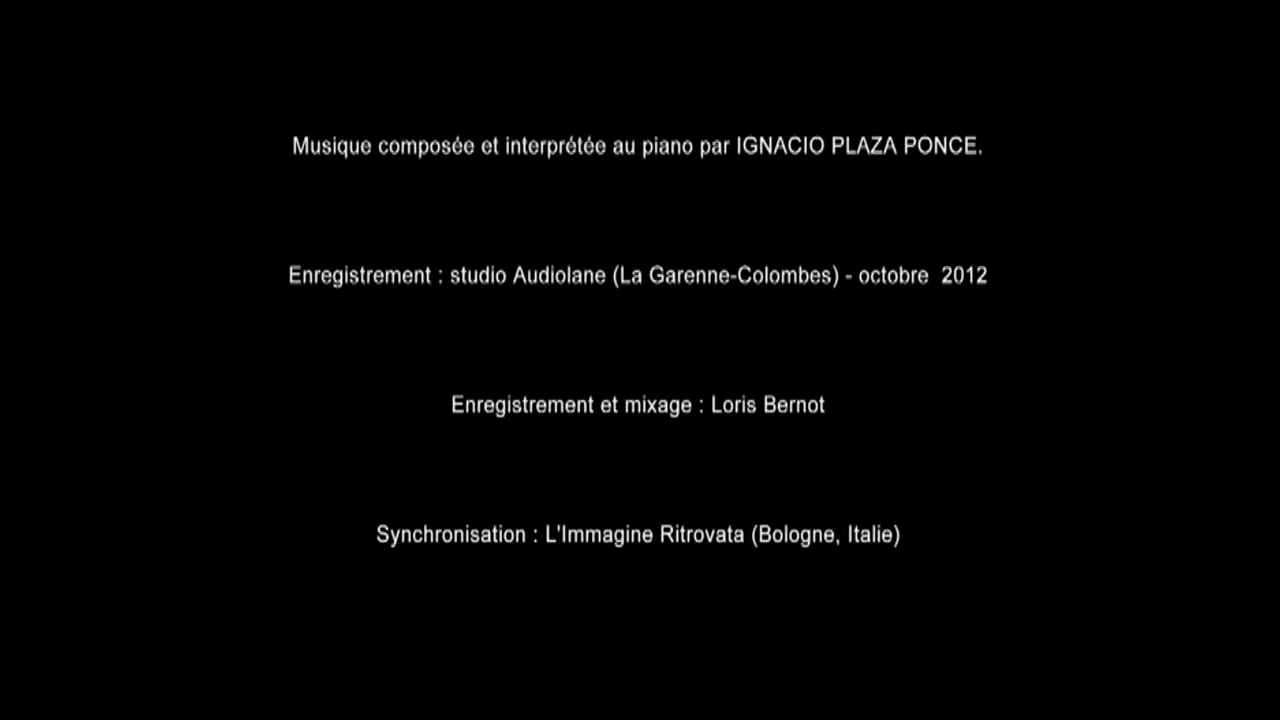 Musique composée et interprétée au piano par IGNACIO PLAZA PONCE.
Enregistrement : studio Audiolane (La Garenne-Colombes) - octobre  2012
Enregistrement et mixage : Loris Bernot
Synchronisation : L'Immagine Ritrovata (Bologne, Italie)